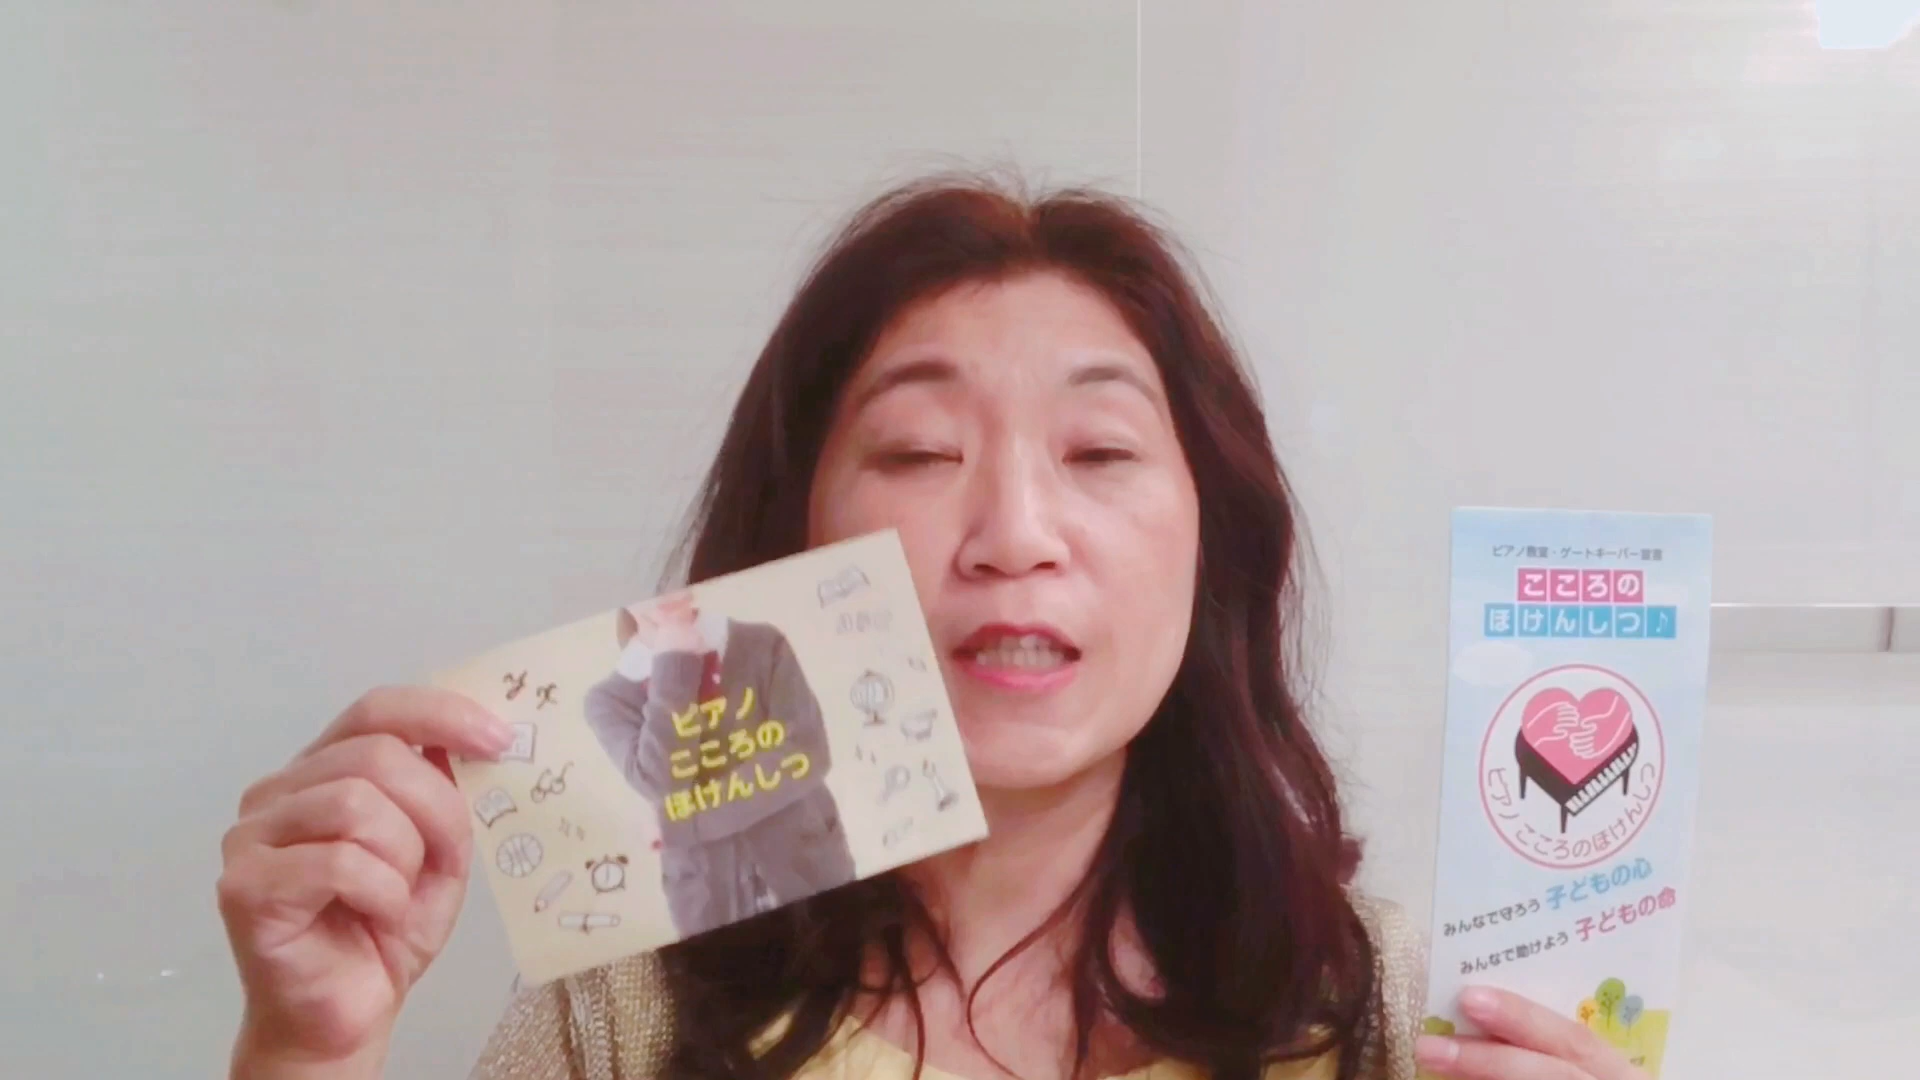 ピアノ
こころの
ほけんしつ
ピアノ教室・ゲートキーパー宣言
こころの
ほけんしつ♪
ピアノこころのほけんしつ
みんなで守ろう 子どもの心
みんなで助けよう 子どもの命